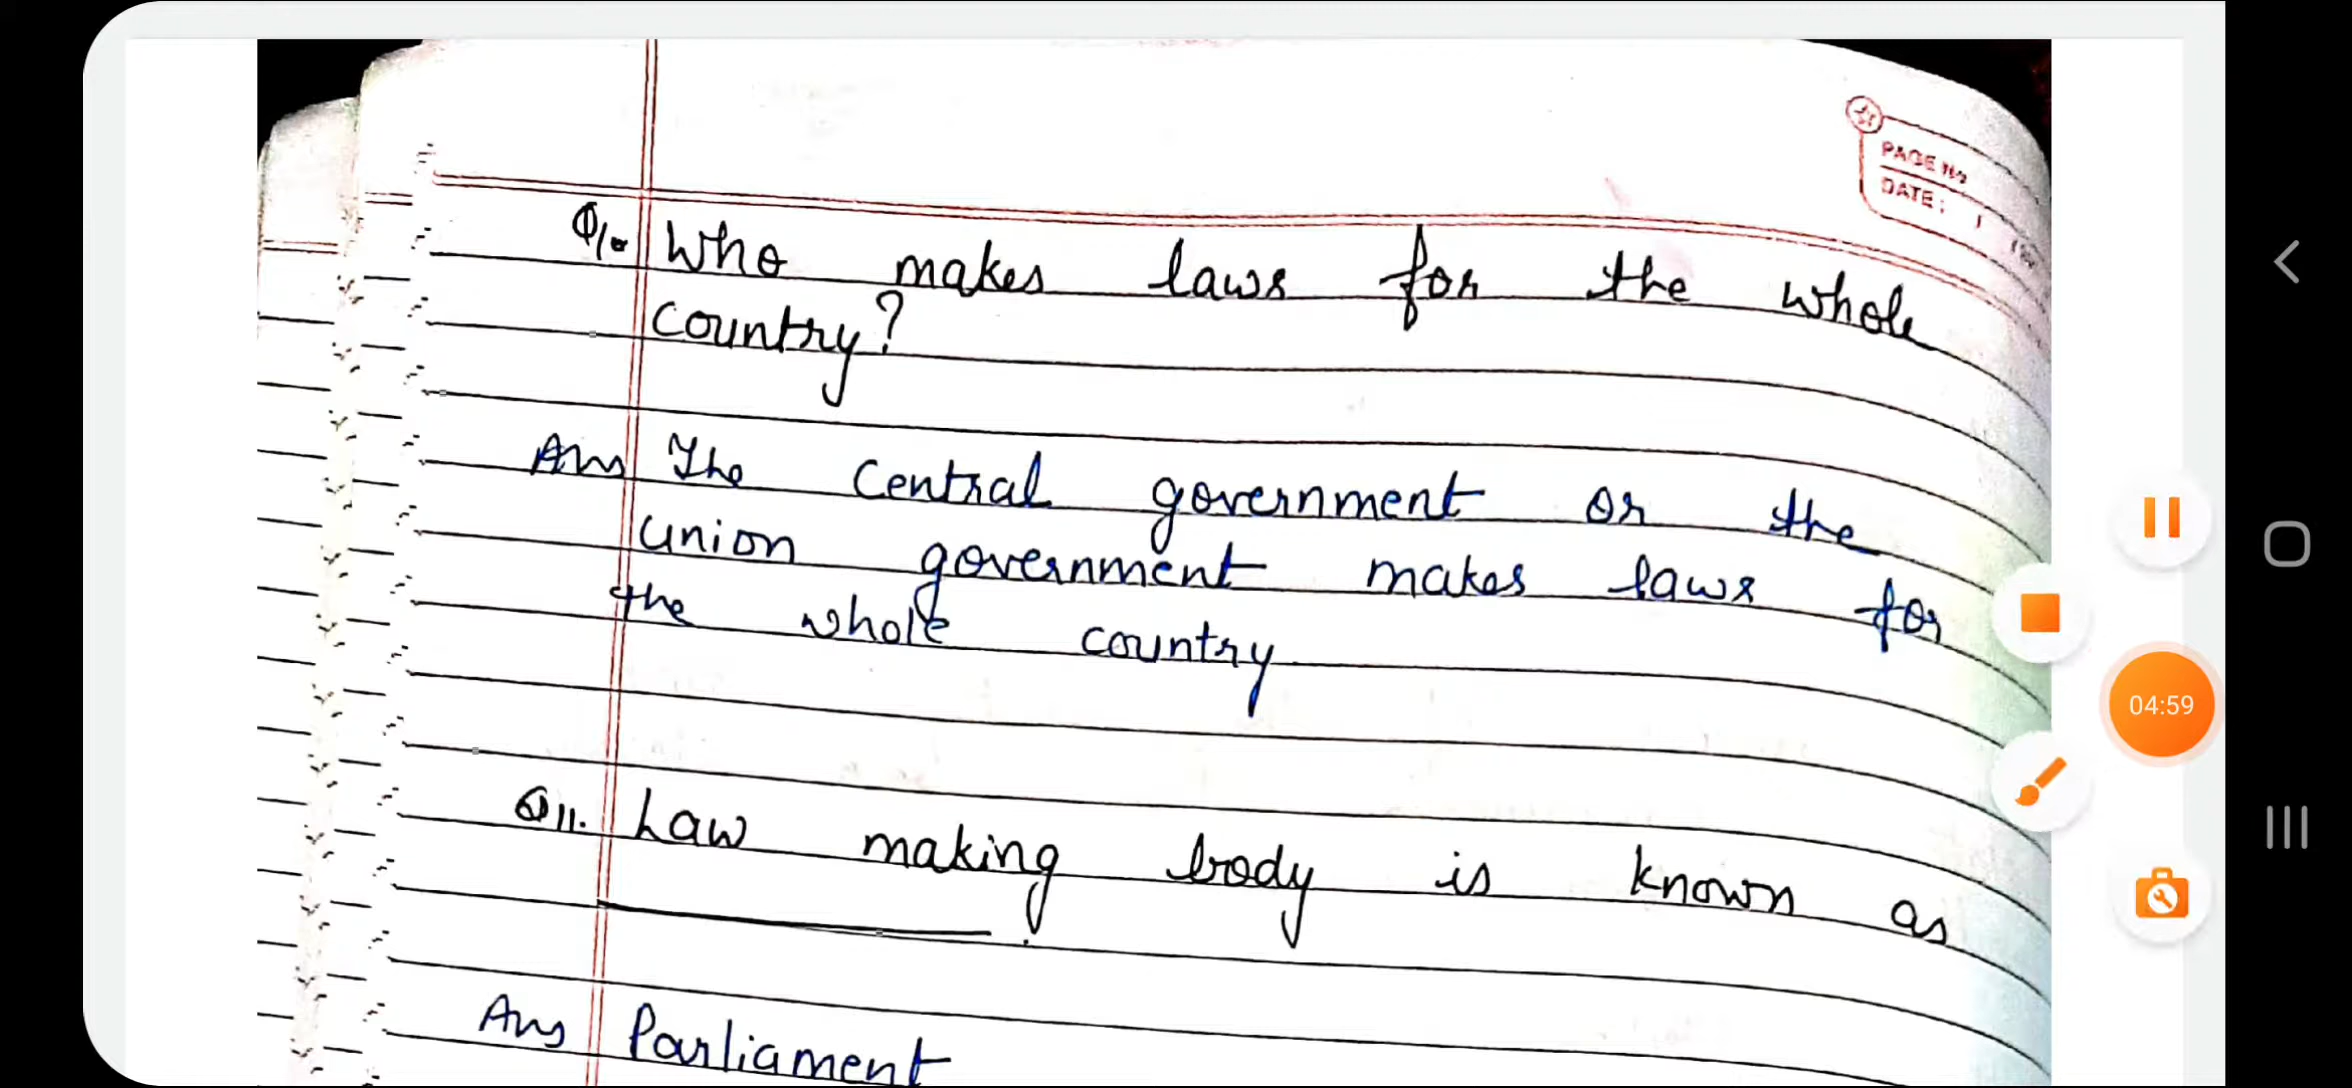 PAGE No
DATE:
Q10 Who makes laws for the whole
country?
Ans The Central government or the
union government makes laws for
the whole country
Q11. Law making body is known as
.
Ans Parliament
04:59